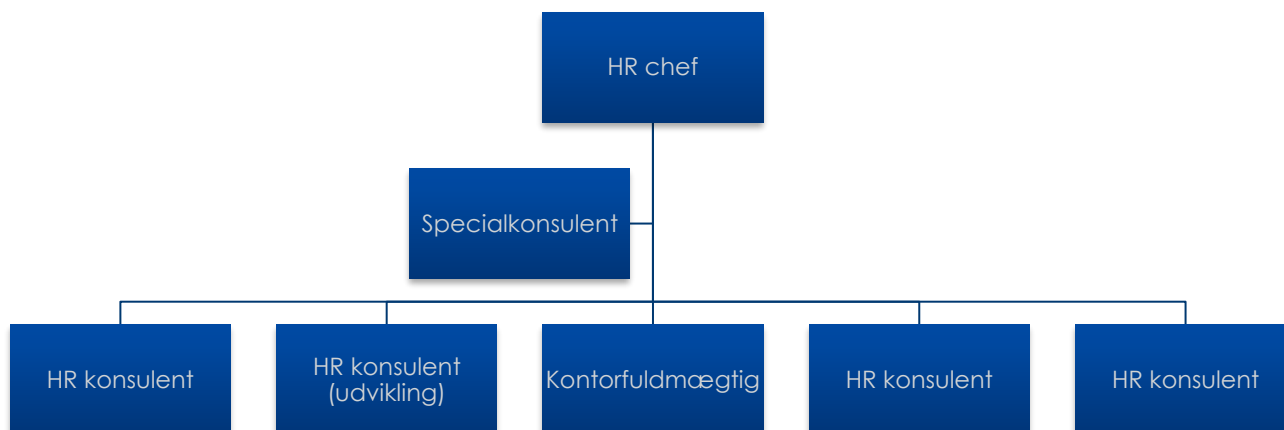 HR chef
Specialkonsulent
HR konsulent
HR konsulent
(udvikling)
Kontorfuldmægtig
HR konsulent
HR konsulent